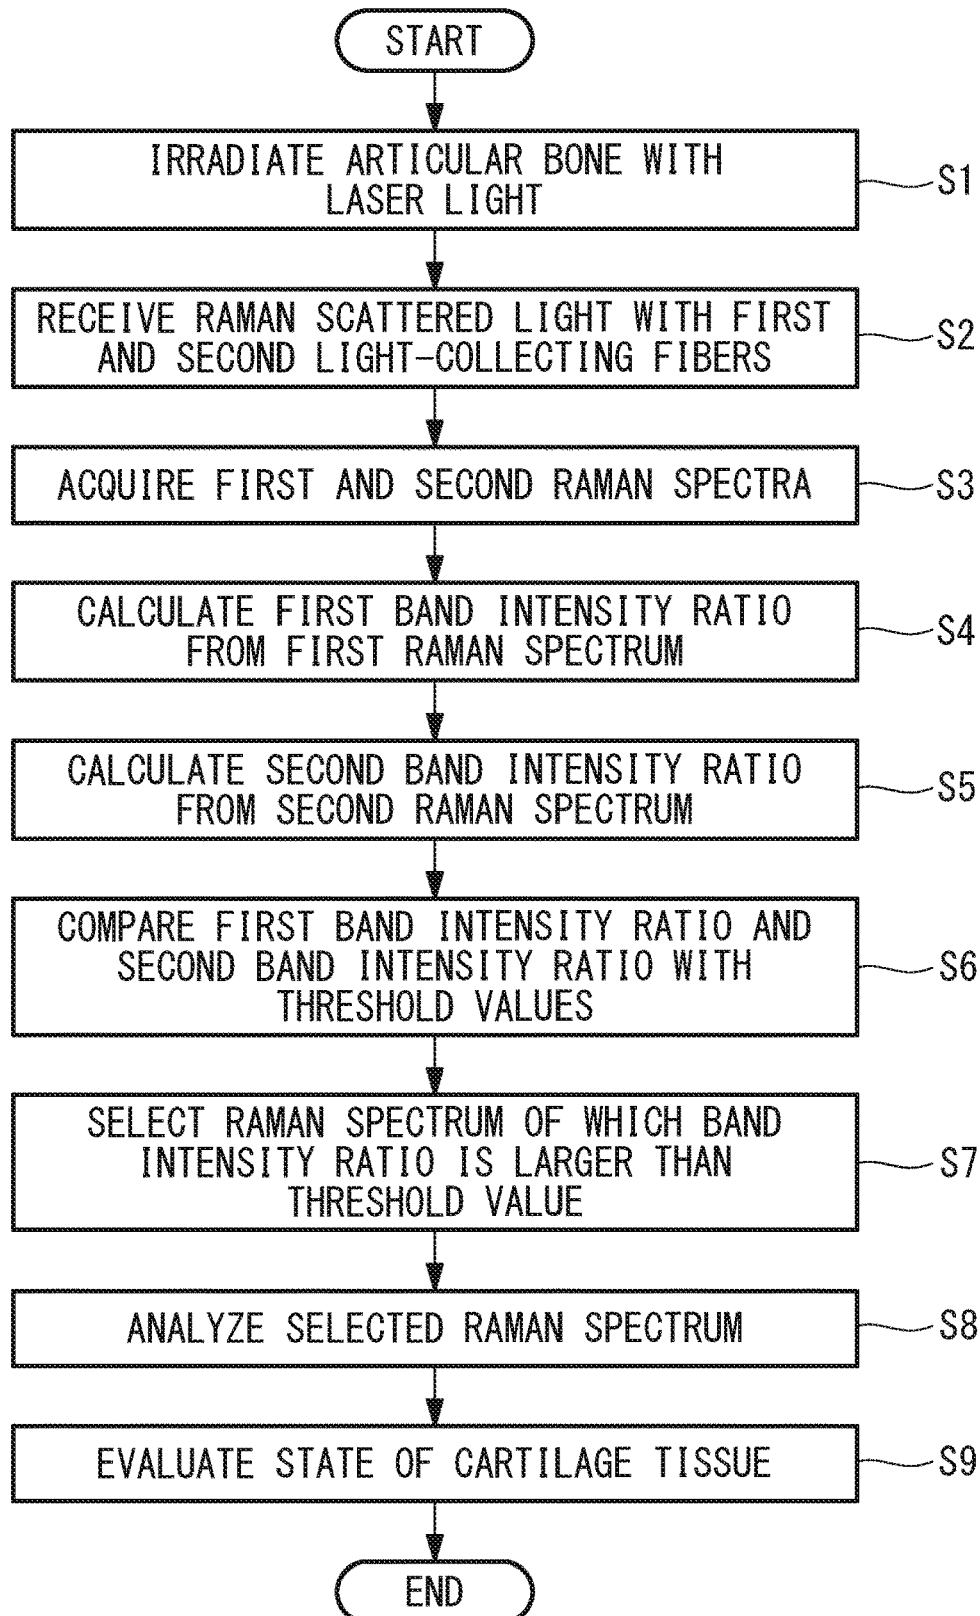 START
IRRADIATE ARTICULAR BONE WITH
LASER LIGHT
S1
RECEIVE RAMAN SCATTERED LIGHT WITH FIRST
AND SECOND LIGHT-COLLECTING FIBERS
S2
ACQUIRE FIRST AND SECOND RAMAN SPECTRA
S3
CALCULATE FIRST BAND INTENSITY RATIO
FROM FIRST RAMAN SPECTRUM
S4
CALCULATE SECOND BAND INTENSITY RATIO
FROM SECOND RAMAN SPECTRUM
S5
COMPARE FIRST BAND INTENSITY RATIO AND
SECOND BAND INTENSITY RATIO WITH
THRESHOLD VALUES
S6
SELECT RAMAN SPECTRUM OF WHICH BAND
INTENSITY RATIO IS LARGER THAN
THRESHOLD VALUE
S7
ANALYZE SELECTED RAMAN SPECTRUM
S8
EVALUATE STATE OF CARTILAGE TISSUE
S9
END